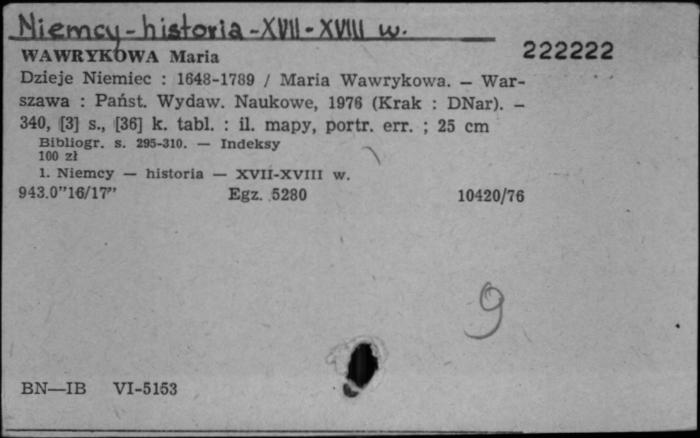 Niemcy-historia-XVII-XVIII w.
WAWRYKOWA Maria 222222
Dzieje Niemiec : 1648-1789 / Maria Wawrykowa. — War-
szawa : Państ. Wydaw. Naukowe, 1976 (Krak : DNar). —
340, [3] s., [36] k. tabl. : il. mapy, portr. err. ; 25 cm
Bibliogr. s. 295-310. — Indeksy
100 zł
1. Niemcy — historia — XVII-XVIII w.
943.0"16/17" Egz. 5280 10420/76
9
BN—IB VI-5153